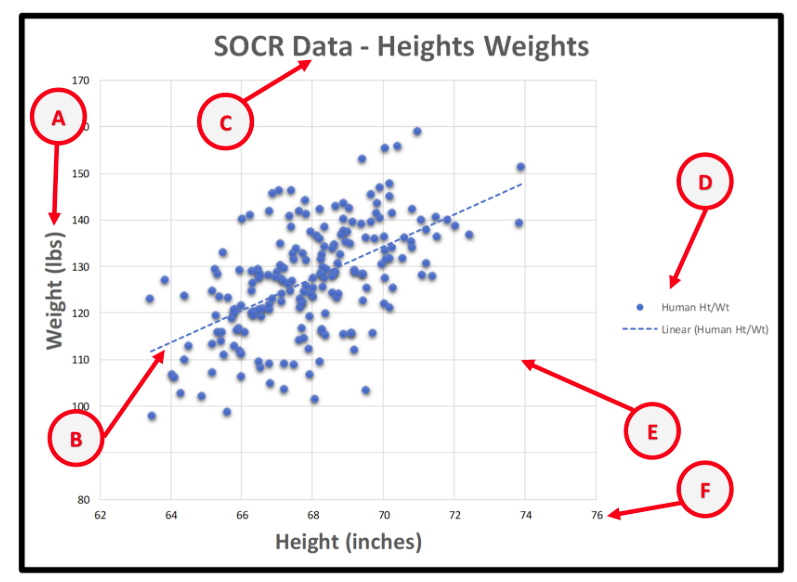 SOCR Data - Heights Weights
170
A
C
150
D
140
Weight (lbs)
130
120
Human Ht/Wt
Linear (Human Ht/Wt)
110
100
B
E
F
80
62 64 66 68 70 72 74 76
Height (inches)